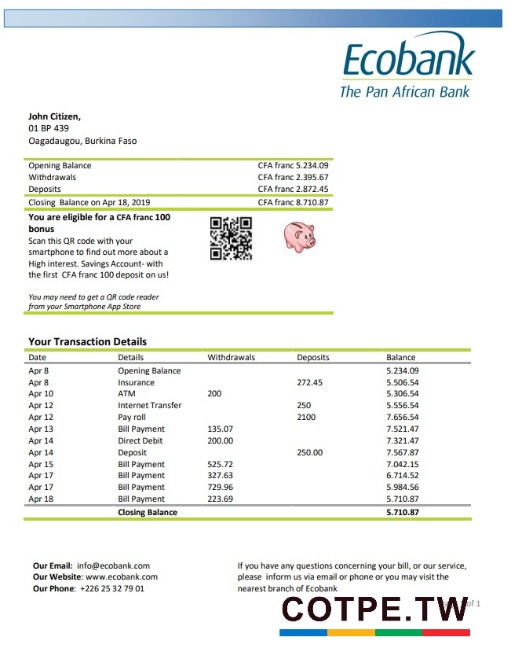 Ecobank
The Pan African Bank
John Citizen,
01 BP 439
Oagadaugou, Burkina Faso
Opening Balance CFA franc 5.234.09
Withdrawals CFA franc 2.395.67
Deposits CFA franc 2.872.45
Closing Balance on Apr 18, 2019 CFA franc 8.710.87
You are eligible for a CFA franc 100
bonus
Scan this QR code with your
smartphone to find out more about a
High interest. Savings Account- with
the first CFA franc 100 deposit on us!
You may need to get a QR code reader
from your Smartphone App Store
Your Transaction Details
Date Details Withdrawals Deposits Balance
Apr 8 Opening Balance 5.234.09
Apr 8 Insurance 272.45 5.506.54
Apr 10 ATM 200 5.306.54
Apr 12 Internet Transfer 250 5.556.54
Apr 12 Pay roll 2100 7.656.54
Apr 13 Bill Payment 135.07 7.521.47
Apr 14 Direct Debit 200.00 7.321.47
Apr 14 Deposit 250.00 7.567.87
Apr 15 Bill Payment 525.72 7.042.15
Apr 17 Bill Payment 327.63 6.714.52
Apr 17 Bill Payment 729.96 5.984.56
Apr 18 Bill Payment 223.69 5.710.87
Closing Balance 5.710.87
Our Email: info@ecobank.com
Our Website: www.ecobank.com
Our Phone: +226 25 32 79 01
If you have any questions concerning your bill, or our service,
please inform us via email or phone or you may visit the
nearest branch of Ecobank
of 1
COTPE.TW